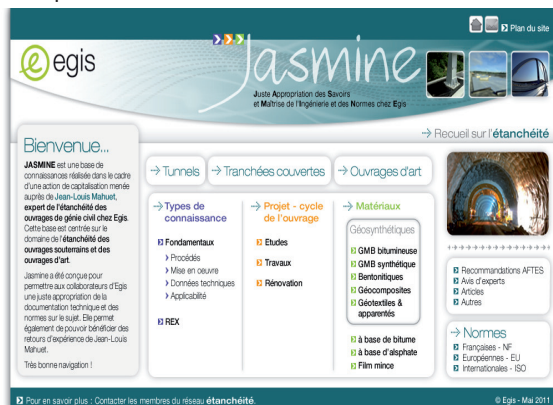 Plan du site
egis
Jasmine
Juste Appropriation des Savoirs
et Maîtrise de l'Ingénierie et des Normes chez Egis
Recueil sur l'étanchéité
Bienvenue...
JASMINE est une base de
connaissances réalisée dans le cadre
d'une action de capitalisation menée
auprès de Jean-Louis Mahuet,
expert de l'étanchéité des
ouvrages de génie civil chez Egis.
Cette base est centrée sur le
domaine de l'étanchéité des
ouvrages souterrains et des
ouvrages d'art.
Jasmine a été conçue pour
permettre aux collaborateurs d'Egis
une juste appropriation de la
documentation technique et des
normes sur le sujet. Elle permet
également de pouvoir bénéficier des
retours d'expérience de Jean-Louis
Mahuet.
Très bonne navigation !
Tunnels
Tranchées couvertes
Ouvrages d'art
Types de
connaissance
Fondamentaux
Procédés
Mise en oeuvre
Données techniques
Applicabilité
REX
Projet - cycle
de l'ouvrage
Etudes
Travaux
Rénovation
Matériaux
Géosynthétiques
GMB bitumineuse
GMB synthétique
Bentonitiques
Géocomposites
Géotextiles &
apparentés
à base de bitume
à base d'alsphate
Film mince
Recommandations AFTES
Avis d'experts
Articles
Autres
Normes
Françaises - NF
Européennes - EU
Internationales - ISO
Pour en savoir plus : Contacter les membres du réseau étanchéité.
© Egis - Mai 2011